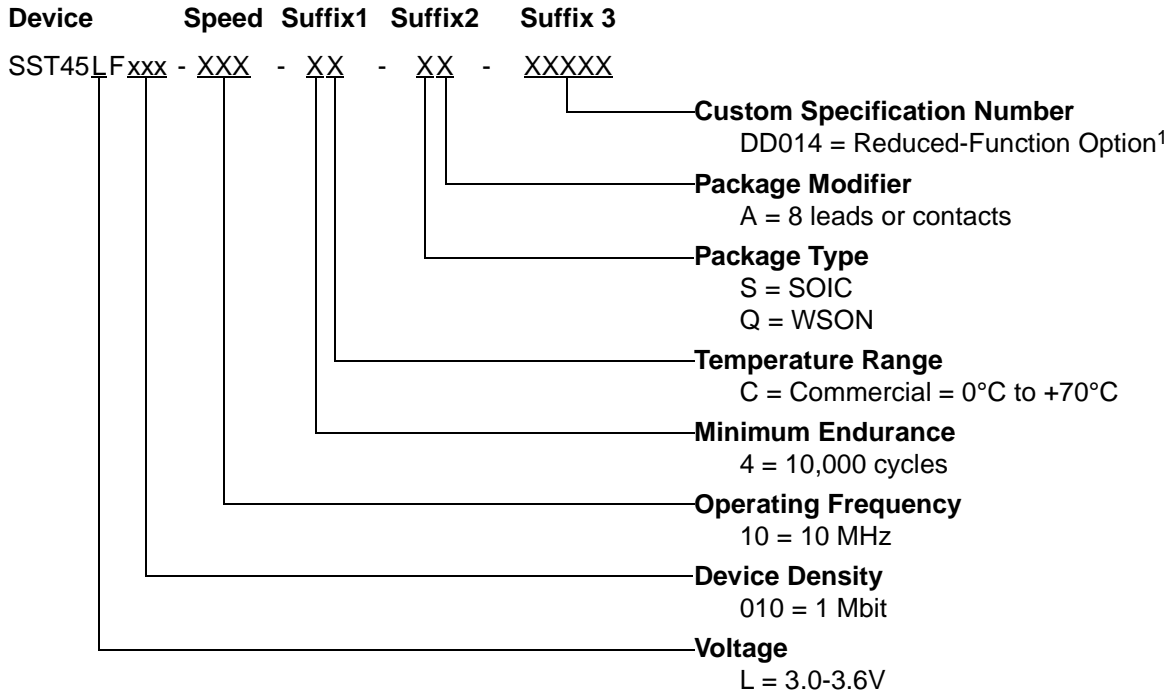 Device Speed Suffix1 Suffix2 Suffix 3
SST45LFxxx - XXX - XX - XX - XXXXX
Custom Specification Number
DD014 = Reduced-Function Option1
Package Modifier
A = 8 leads or contacts
Package Type
S = SOIC
Q = WSON
Temperature Range
C = Commercial = 0°C to +70°C
Minimum Endurance
4 = 10,000 cycles
Operating Frequency
10 = 10 MHz
Device Density
010 = 1 Mbit
Voltage
L = 3.0-3.6V